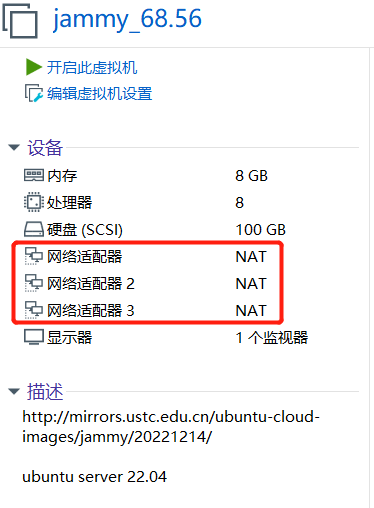 jammy_68.56
开启此虚拟机
编辑虚拟机设置
设备
内存 8 GB
处理器 8
硬盘 (SCSI) 100 GB
网络适配器 NAT
网络适配器 2 NAT
网络适配器 3 NAT
显示器 1 个监视器
描述
http://mirrors.ustc.edu.cn/ubuntu-cloud-
images/jammy/20221214/
ubuntu server 22.04